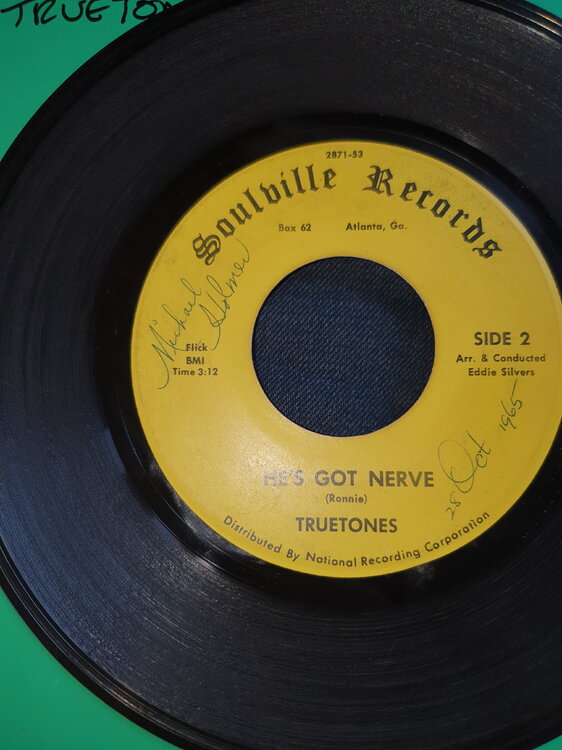 TRUETON
2871-53
Soulville Records
Box 62 Atlanta, Ga.
Michael Holmes
Flick
BMI
Time 3:12
SIDE 2
Arr. & Conducted
Eddie Silvers
28 Oct 1965
HE'S GOT NERVE
(Ronnie)
TRUETONES
Distributed By National Recording Corporation